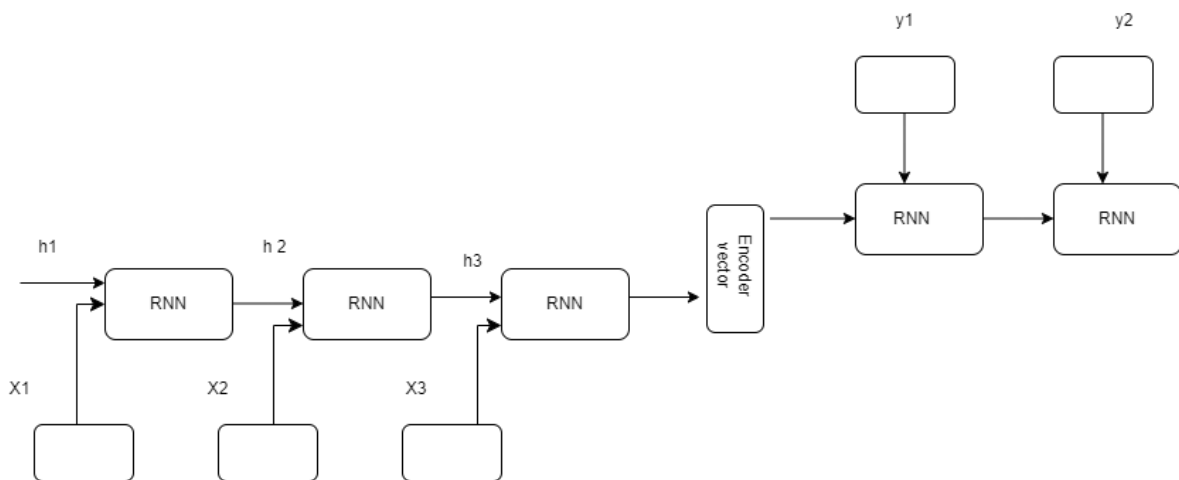 y1
y2
RNN
RNN
Encoder
vector
h1
h 2
h3
RNN
RNN
RNN
X1
X2
X3